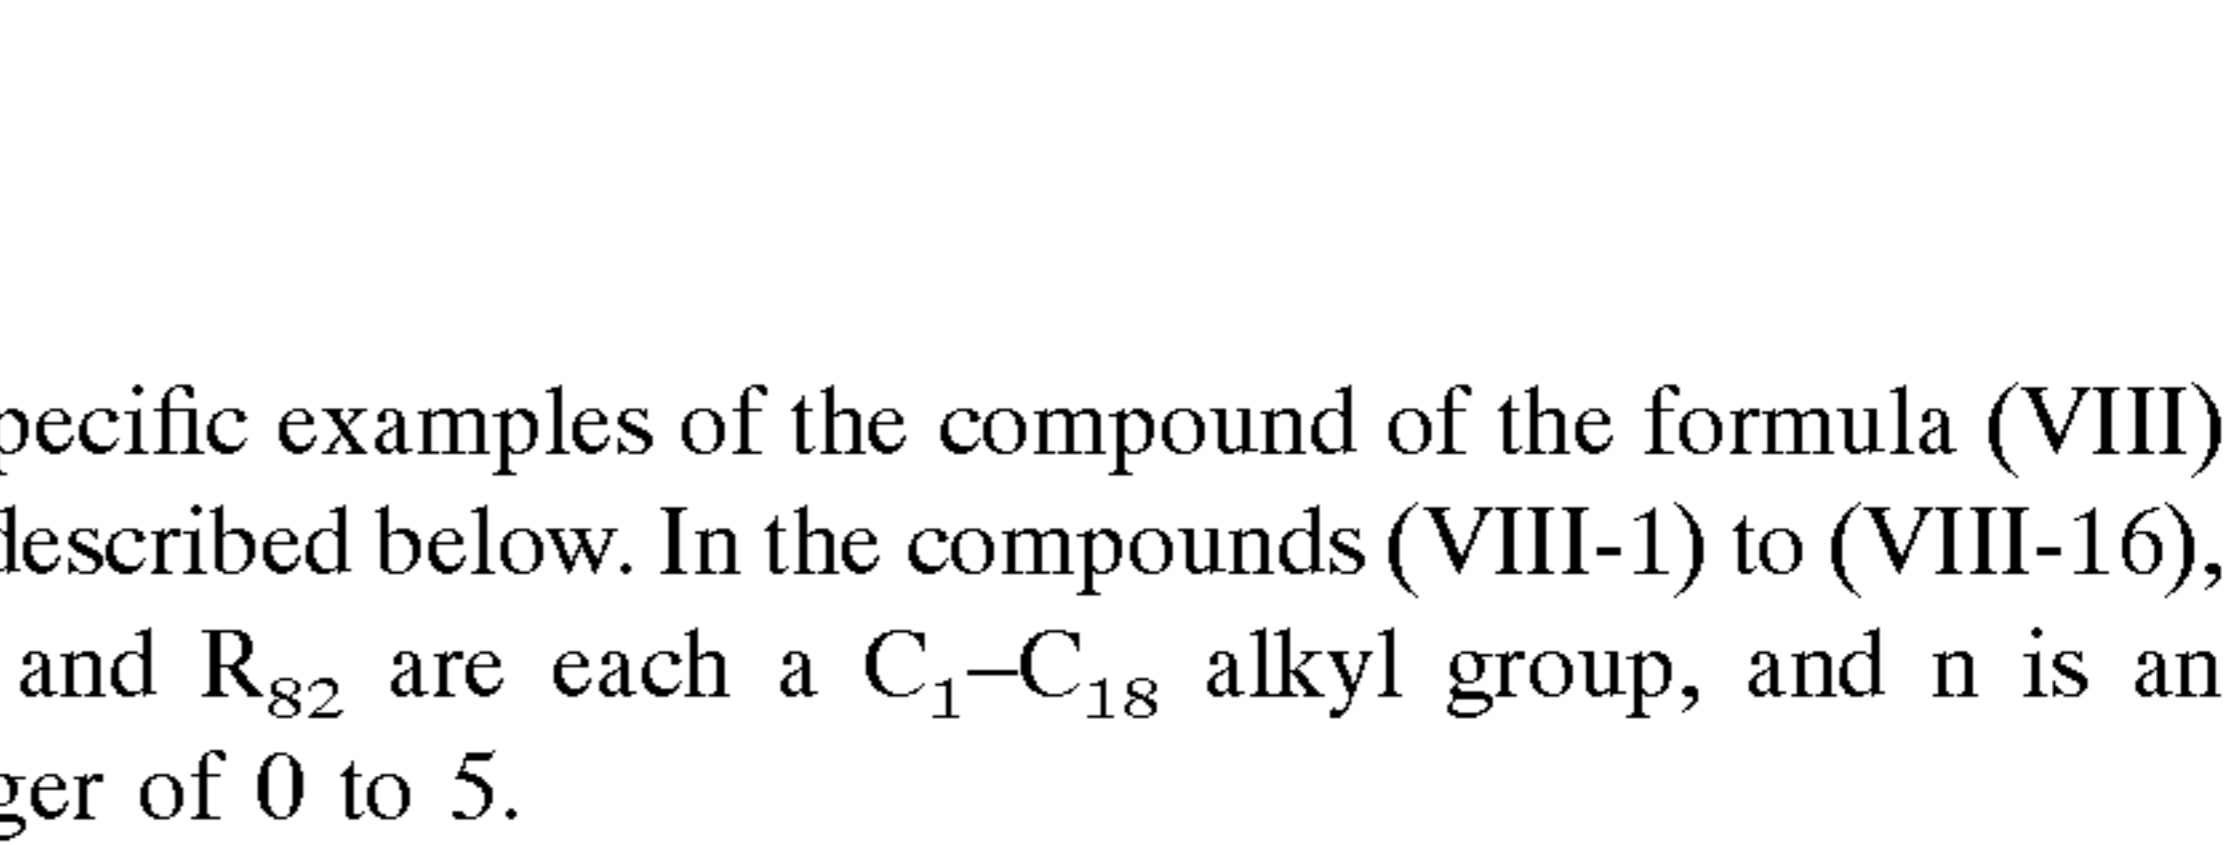 pecific examples of the compound of the formula (VIII)
described below. In the compounds (VIII-1) to (VIII-16),
and R₈₂ are each a C₁–C₁₈ alkyl group, and n is an
ger of 0 to 5.